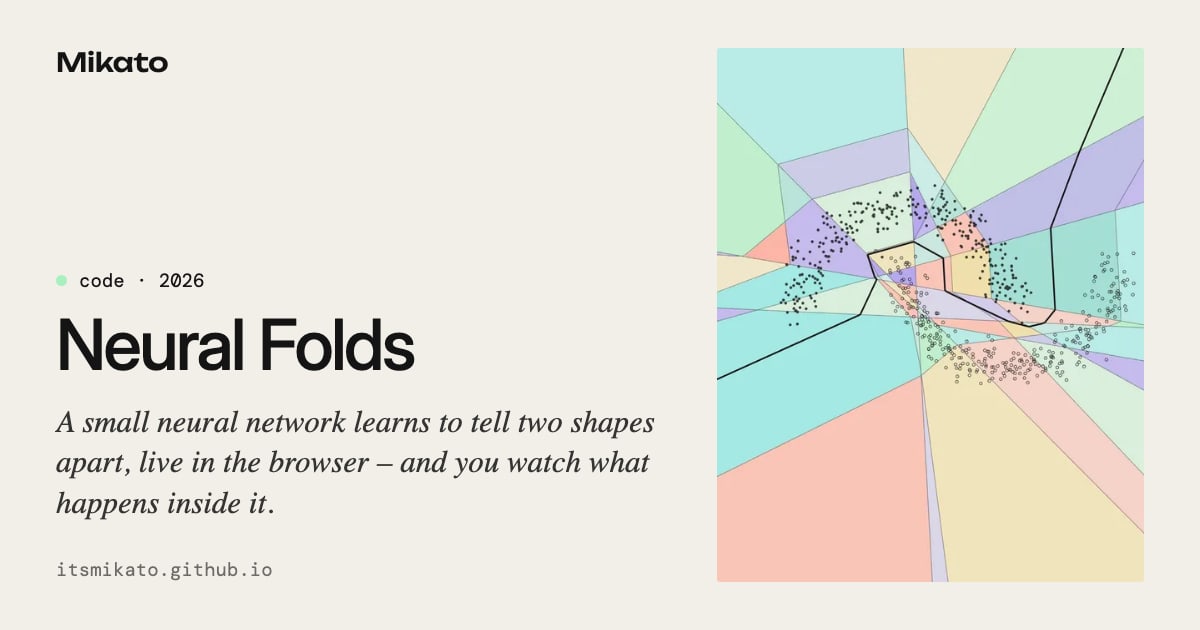 Mikato
code · 2026
Neural Folds
A small neural network learns to tell two shapes
apart, live in the browser – and you watch what
happens inside it.
itsmikato.github.io